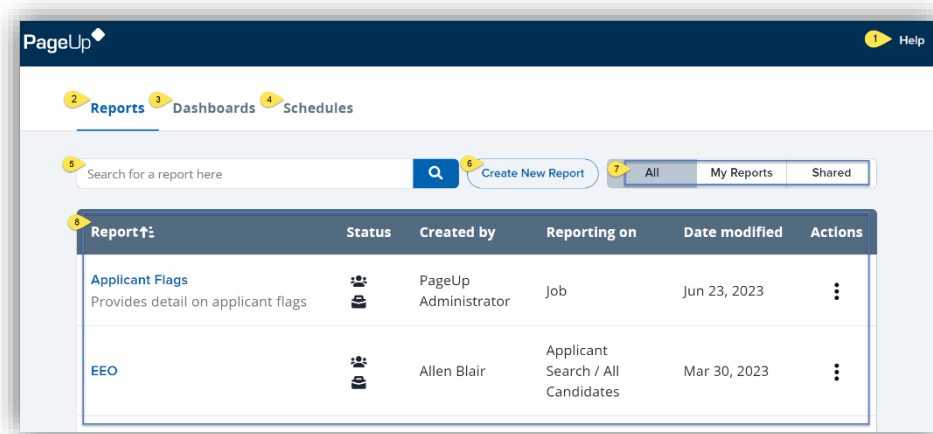 PageUp
1 Help
2 Reports 3 Dashboards 4 Schedules
5 Search for a report here 6 Create New Report 7 All My Reports Shared
8
Report Status Created by Reporting on Date modified Actions
Applicant Flags
Provides detail on applicant flags
PageUp
Administrator
Job
Jun 23, 2023
EEO
Allen Blair
Applicant
Search / All
Candidates
Mar 30, 2023